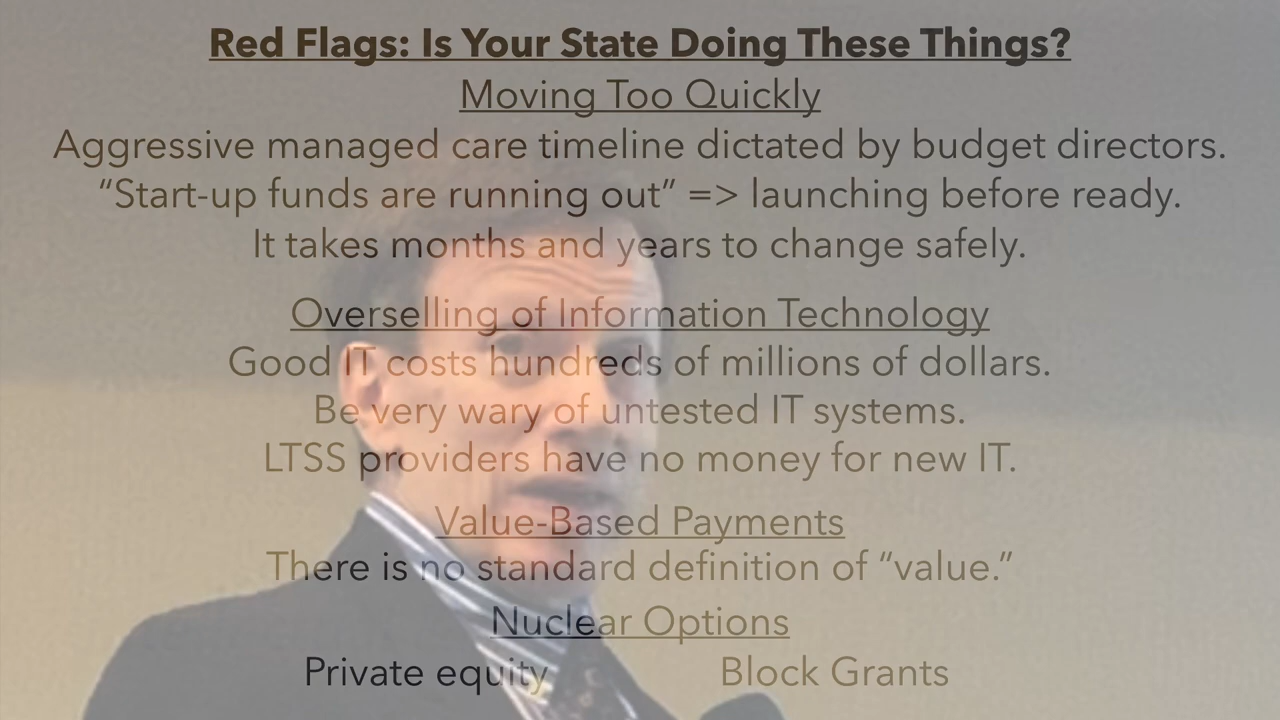 Red Flags: Is Your State Doing These Things?
Moving Too Quickly
Aggressive managed care timeline dictated by budget directors.
“Start-up funds are running out” => launching before ready.
It takes months and years to change safely.
Overselling of Information Technology
Good IT costs hundreds of millions of dollars.
Be very wary of untested IT systems.
LTSS providers have no money for new IT.
Value-Based Payments
There is no standard definition of “value.”
Nuclear Options
Private equity Block Grants